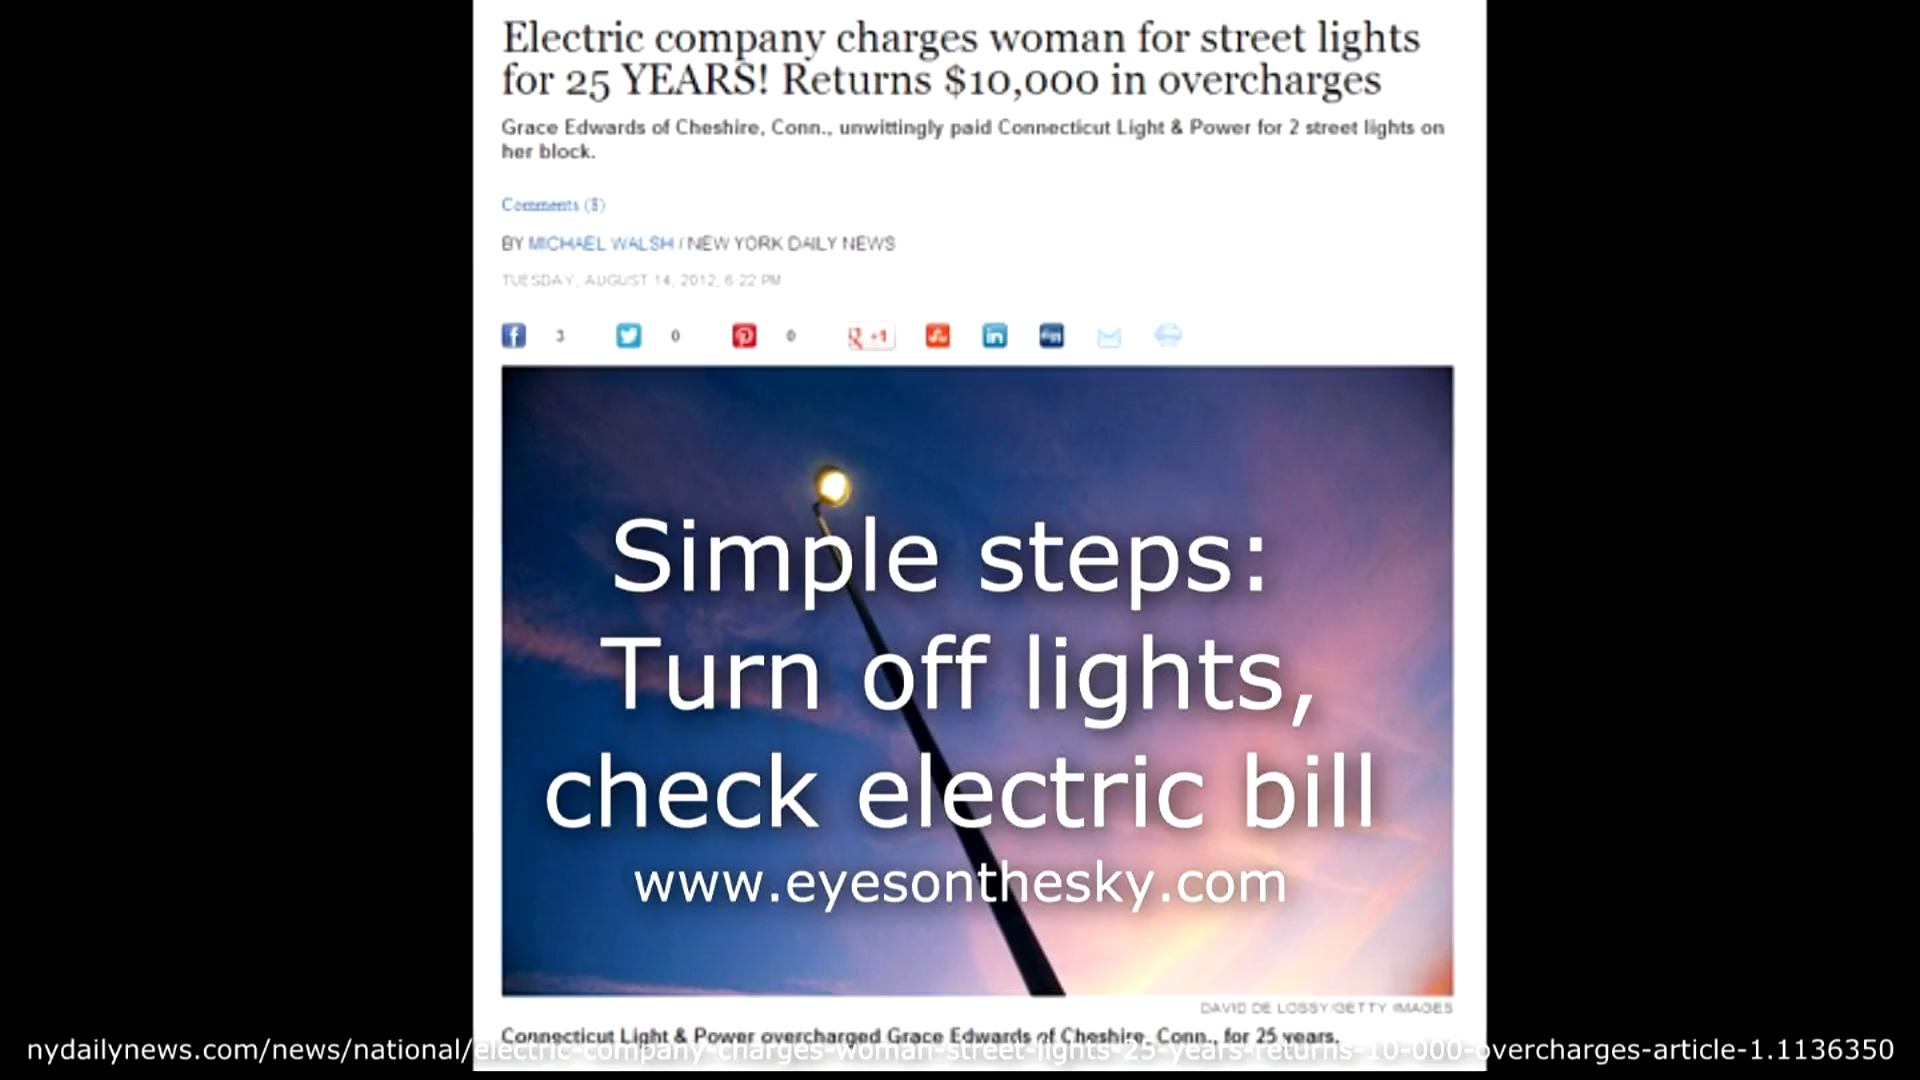 Electric company charges woman for street lights
for 25 YEARS! Returns $10,000 in overcharges
Grace Edwards of Cheshire, Conn., unwittingly paid Connecticut Light & Power for 2 street lights on
her block.
Comments (8)
BY MICHAEL WALSH / NEW YORK DAILY NEWS
TUESDAY, AUGUST 14, 2012, 6:22 PM
f 3 0 0 +1 in
Simple steps:
Turn off lights,
check electric bill
www.eyesonthesky.com
DAVID DE LOSSY/GETTY IMAGES
Connecticut Light & Power overcharged Grace Edwards of Cheshire, Conn., for 25 years.
nydailynews.com/news/national/electric-company-charges-woman-street-lights-25-years-returns-10-000-overcharges-article-1.1136350